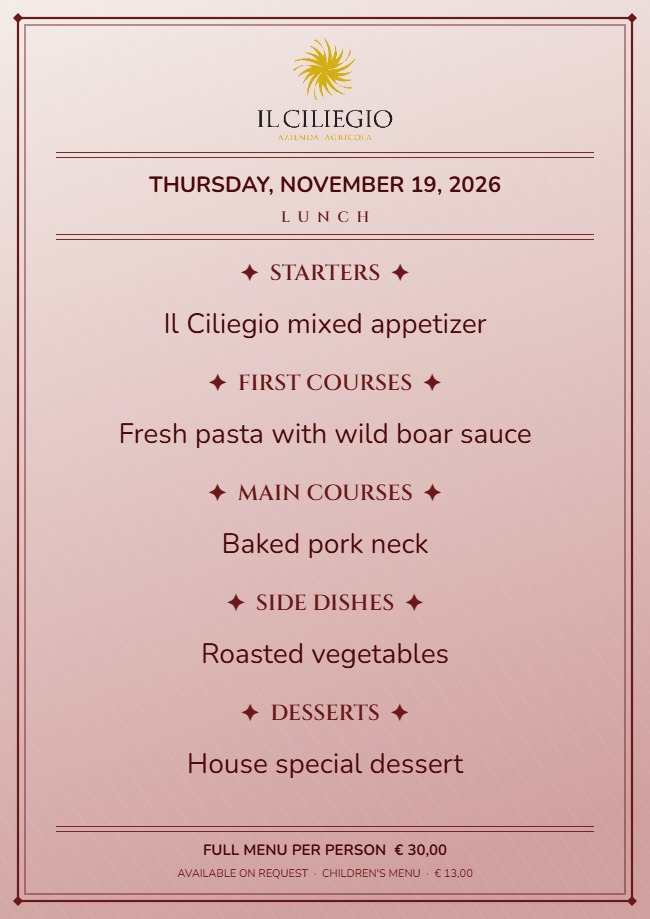 IL CILIEGIO
AZIENDA AGRICOLA
THURSDAY, NOVEMBER 19, 2026
LUNCH
STARTERS
Il Ciliegio mixed appetizer
FIRST COURSES
Fresh pasta with wild boar sauce
MAIN COURSES
Baked pork neck
SIDE DISHES
Roasted vegetables
DESSERTS
House special dessert
FULL MENU PER PERSON € 30,00
AVAILABLE ON REQUEST · CHILDREN'S MENU · € 13,00